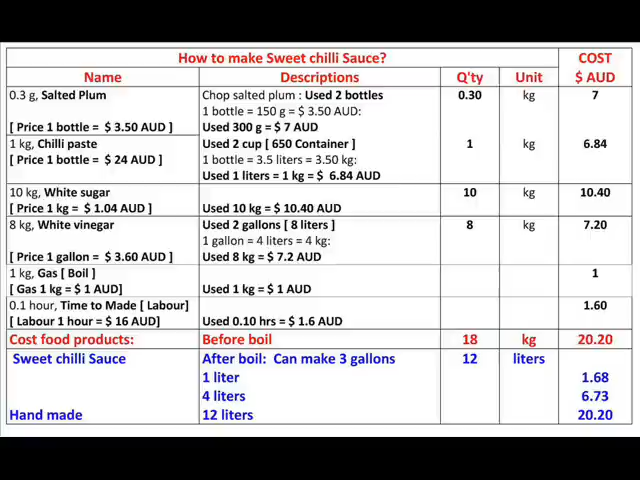 How to make Sweet chilli Sauce? COST
Name Descriptions Q'ty Unit $ AUD
0.3 g, Salted Plum Chop salted plum : Used 2 bottles 0.30 kg 7
1 bottle = 150 g = $ 3.50 AUD:
[ Price 1 bottle = $ 3.50 AUD ] Used 300 g = $ 7 AUD
1 kg, Chilli paste Used 2 cup [ 650 Container ] 1 kg 6.84
[ Price 1 bottle = $ 24 AUD ] 1 bottle = 3.5 liters = 3.50 kg:
Used 1 liters = 1 kg = $ 6.84 AUD
10 kg, White sugar 10 kg 10.40
[ Price 1 kg = $ 1.04 AUD ] Used 10 kg = $ 10.40 AUD
8 kg, White vinegar Used 2 gallons [ 8 liters ] 8 kg 7.20
1 gallon = 4 liters = 4 kg:
[ Price 1 gallon = $ 3.60 AUD ] Used 8 kg = $ 7.2 AUD
1 kg, Gas [ Boil ] 1
[ Gas 1 kg = $ 1 AUD] Used 1 kg = $ 1 AUD
0.1 hour, Time to Made [ Labour] 1.60
[ Labour 1 hour = $ 16 AUD] Used 0.10 hrs = $ 1.6 AUD
Cost food products: Before boil 18 kg 20.20
Sweet chilli Sauce After boil: Can make 3 gallons 12 liters
1 liter 1.68
4 liters 6.73
Hand made 12 liters 20.20